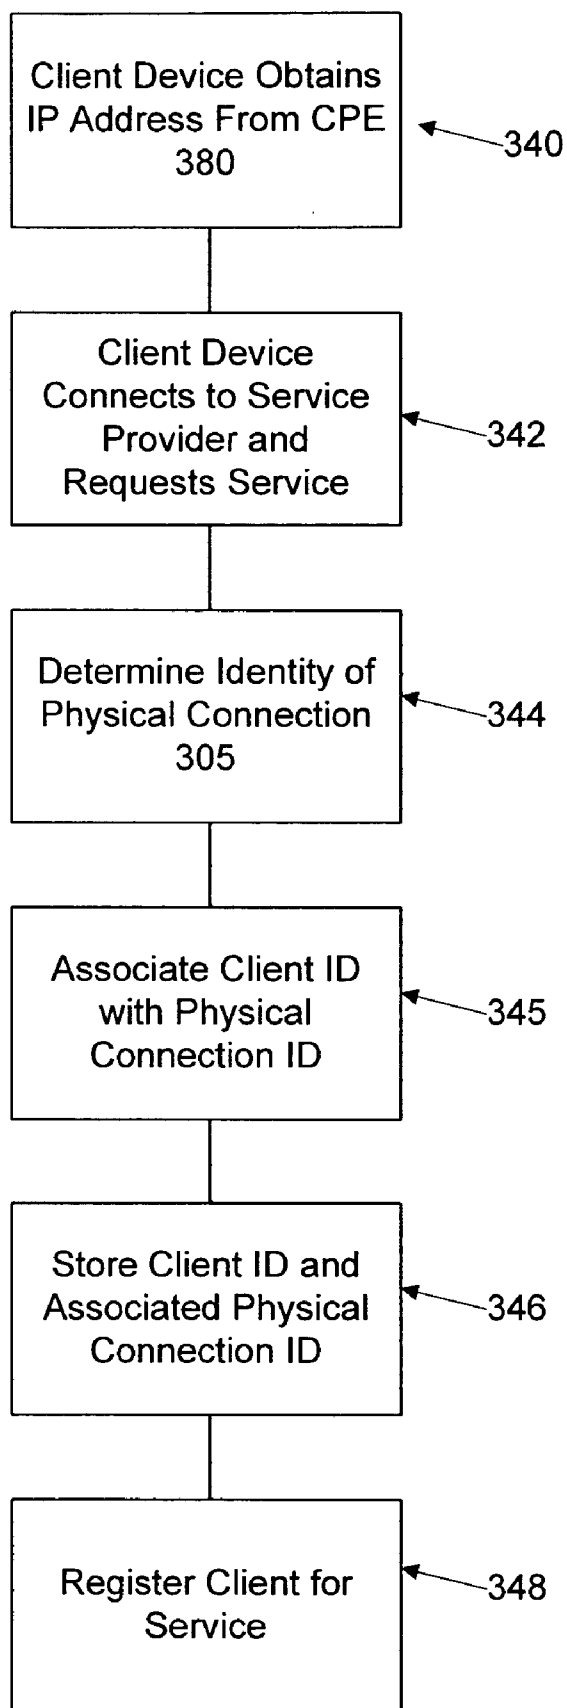 Client Device Obtains
IP Address From CPE
380
340
Client Device
Connects to Service
Provider and
Requests Service
342
Determine Identity of
Physical Connection
305
344
Associate Client ID
with Physical
Connection ID
345
Store Client ID and
Associated Physical
Connection ID
346
Register Client for
Service
348